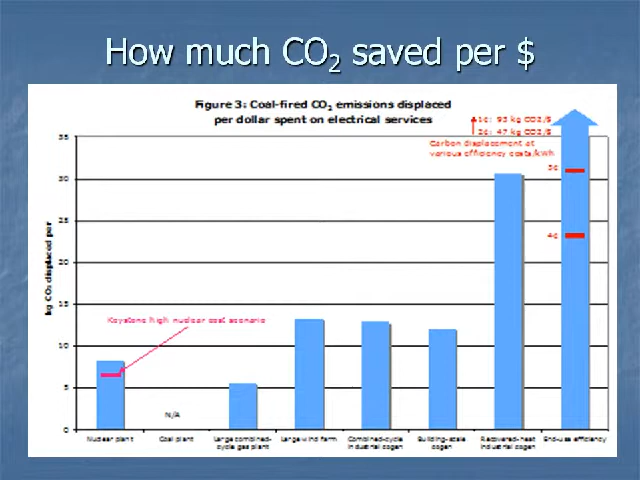 How much CO₂ saved per $
Figure 3: Coal-fired CO₂ emissions displaced
per dollar spent on electrical services
1¢: 93 kg CO2/$
2¢: 47 kg CO2/$
Carbon displacement at
various efficiency costs/kWh
3¢
4¢
kg CO₂ displaced per
35
30
25
20
15
10
5
0
Keystone high nuclear cost scenario
N/A
Nuclear plant
Coal plant
Large combined-
cycle gas plant
Large wind farm
Combined-cycle
industrial cogen
Building-scale
cogen
Recovered-heat
industrial cogen
End-use efficiency